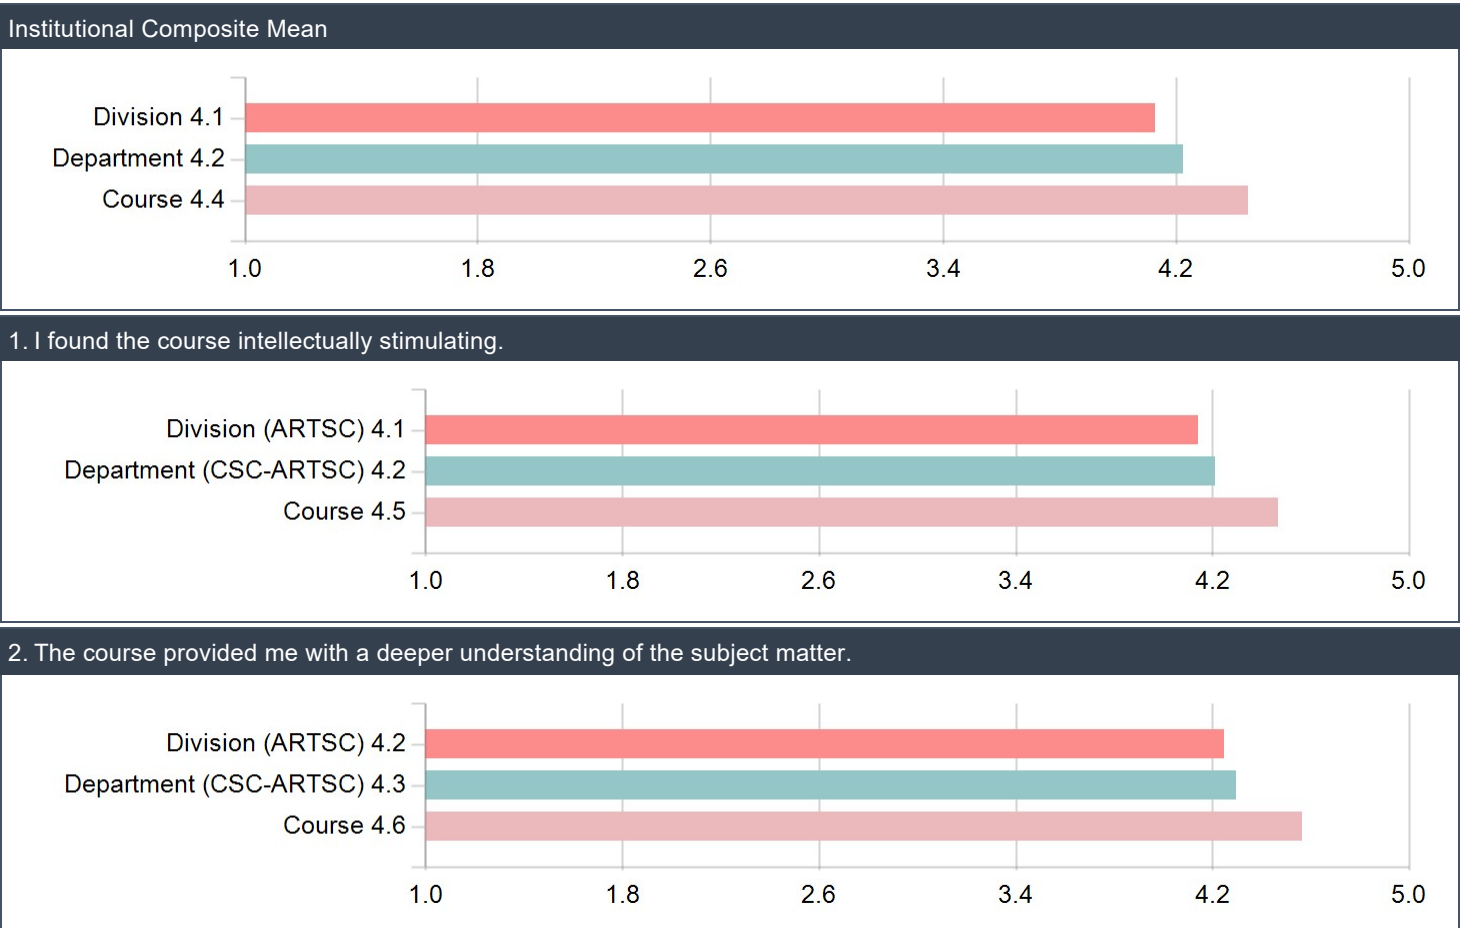 Institutional Composite Mean
Division 4.1
Department 4.2
Course 4.4
1.0 1.8 2.6 3.4 4.2 5.0
1. I found the course intellectually stimulating.
Division (ARTSC) 4.1
Department (CSC-ARTSC) 4.2
Course 4.5
1.0 1.8 2.6 3.4 4.2 5.0
2. The course provided me with a deeper understanding of the subject matter.
Division (ARTSC) 4.2
Department (CSC-ARTSC) 4.3
Course 4.6
1.0 1.8 2.6 3.4 4.2 5.0